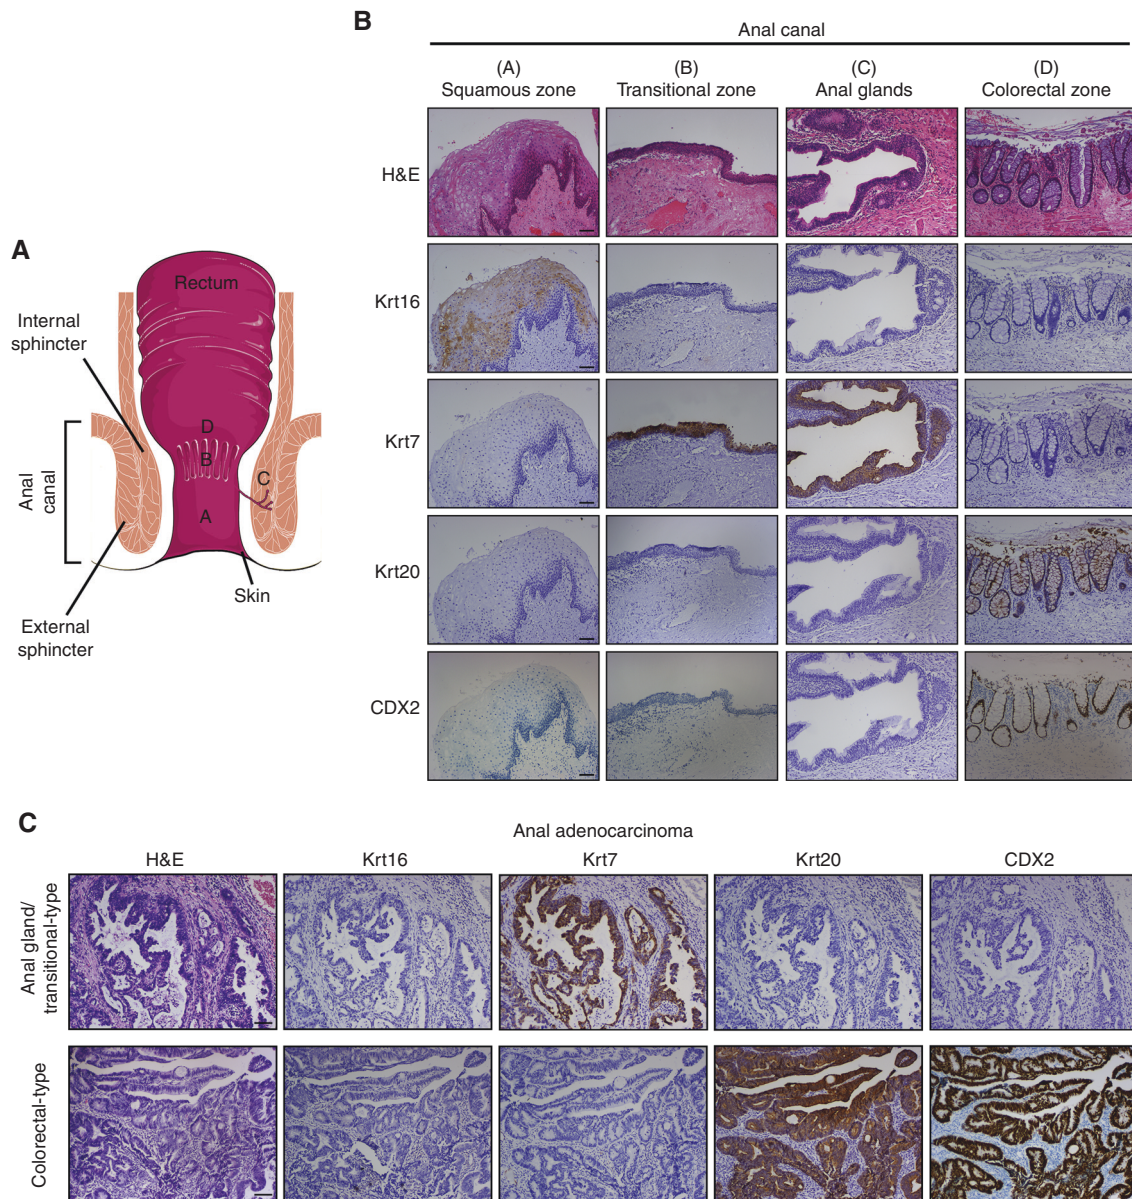 B
Anal canal
(A)
Squamous zone
(B)
Transitional zone
(C)
Anal glands
(D)
Colorectal zone
H&E
Krt16
Krt7
Krt20
CDX2
A
Rectum
Internal
sphincter
D
B
C
A
Anal
canal
Skin
External
sphincter
C
Anal adenocarcinoma
H&E
Krt16
Krt7
Krt20
CDX2
Anal gland/
transitional-type
Colorectal-type